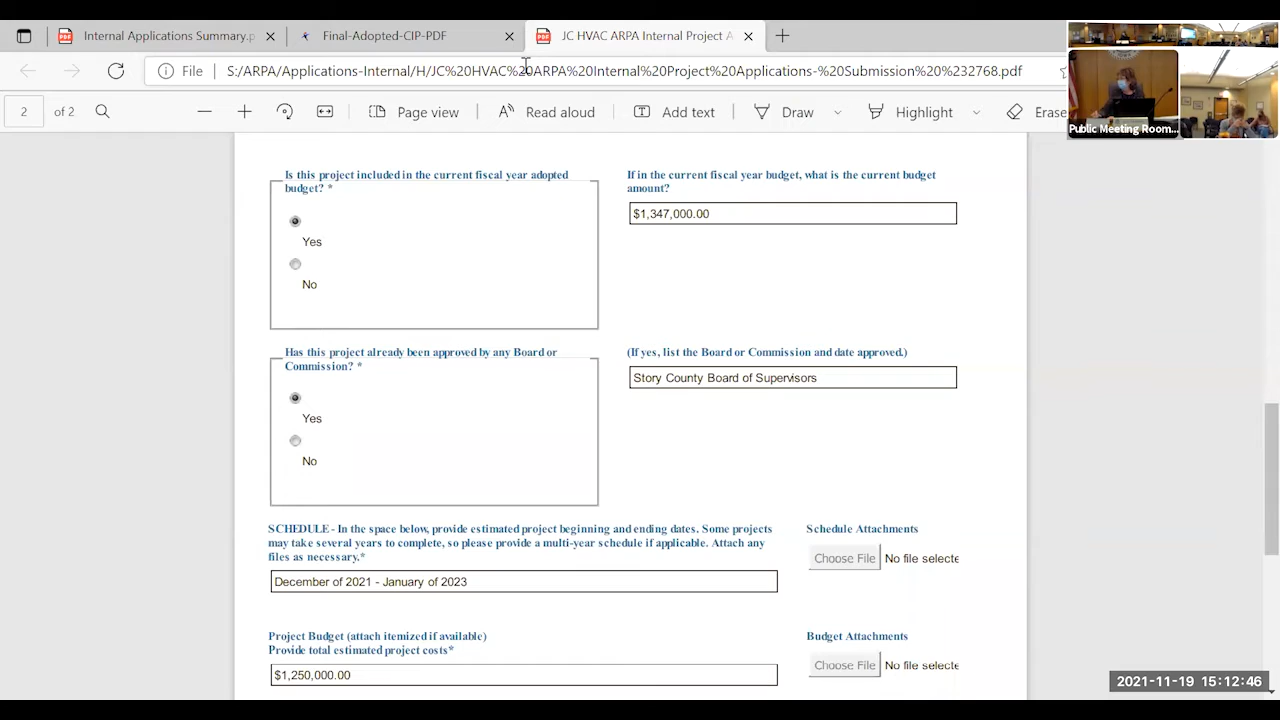 Internal Applications Summary.p
Final-Adopted-CIP-PDF
JC HVAC ARPA Internal Project A
File
S:/ARPA/Applications-Internal/H/JC%20HVAC%20ARPA%20Internal%20Project%20Applications-%20Submission%20%232768.pdf
2
of 2
Page view
Read aloud
Add text
Draw
Highlight
Erase
Public Meeting Room...
Is this project included in the current fiscal year adopted
budget? *
Yes
No
If in the current fiscal year budget, what is the current budget
amount?
$1,347,000.00
Has this project already been approved by any Board or
Commission? *
Yes
No
(If yes, list the Board or Commission and date approved.)
Story County Board of Supervisors
SCHEDULE - In the space below, provide estimated project beginning and ending dates. Some projects
may take several years to complete, so please provide a multi-year schedule if applicable. Attach any
files as necessary.*
December of 2021 - January of 2023
Schedule Attachments
Choose File
No file selecte
Project Budget (attach itemized if available)
Provide total estimated project costs*
$1,250,000.00
Budget Attachments
Choose File
No file selecte
2021-11-19 15:12:46